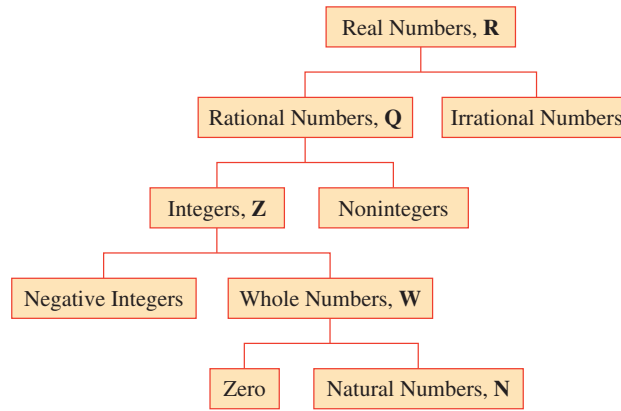 Real Numbers, R
Rational Numbers, Q
Irrational Numbers
Integers, Z
Nonintegers
Negative Integers
Whole Numbers, W
Zero
Natural Numbers, N